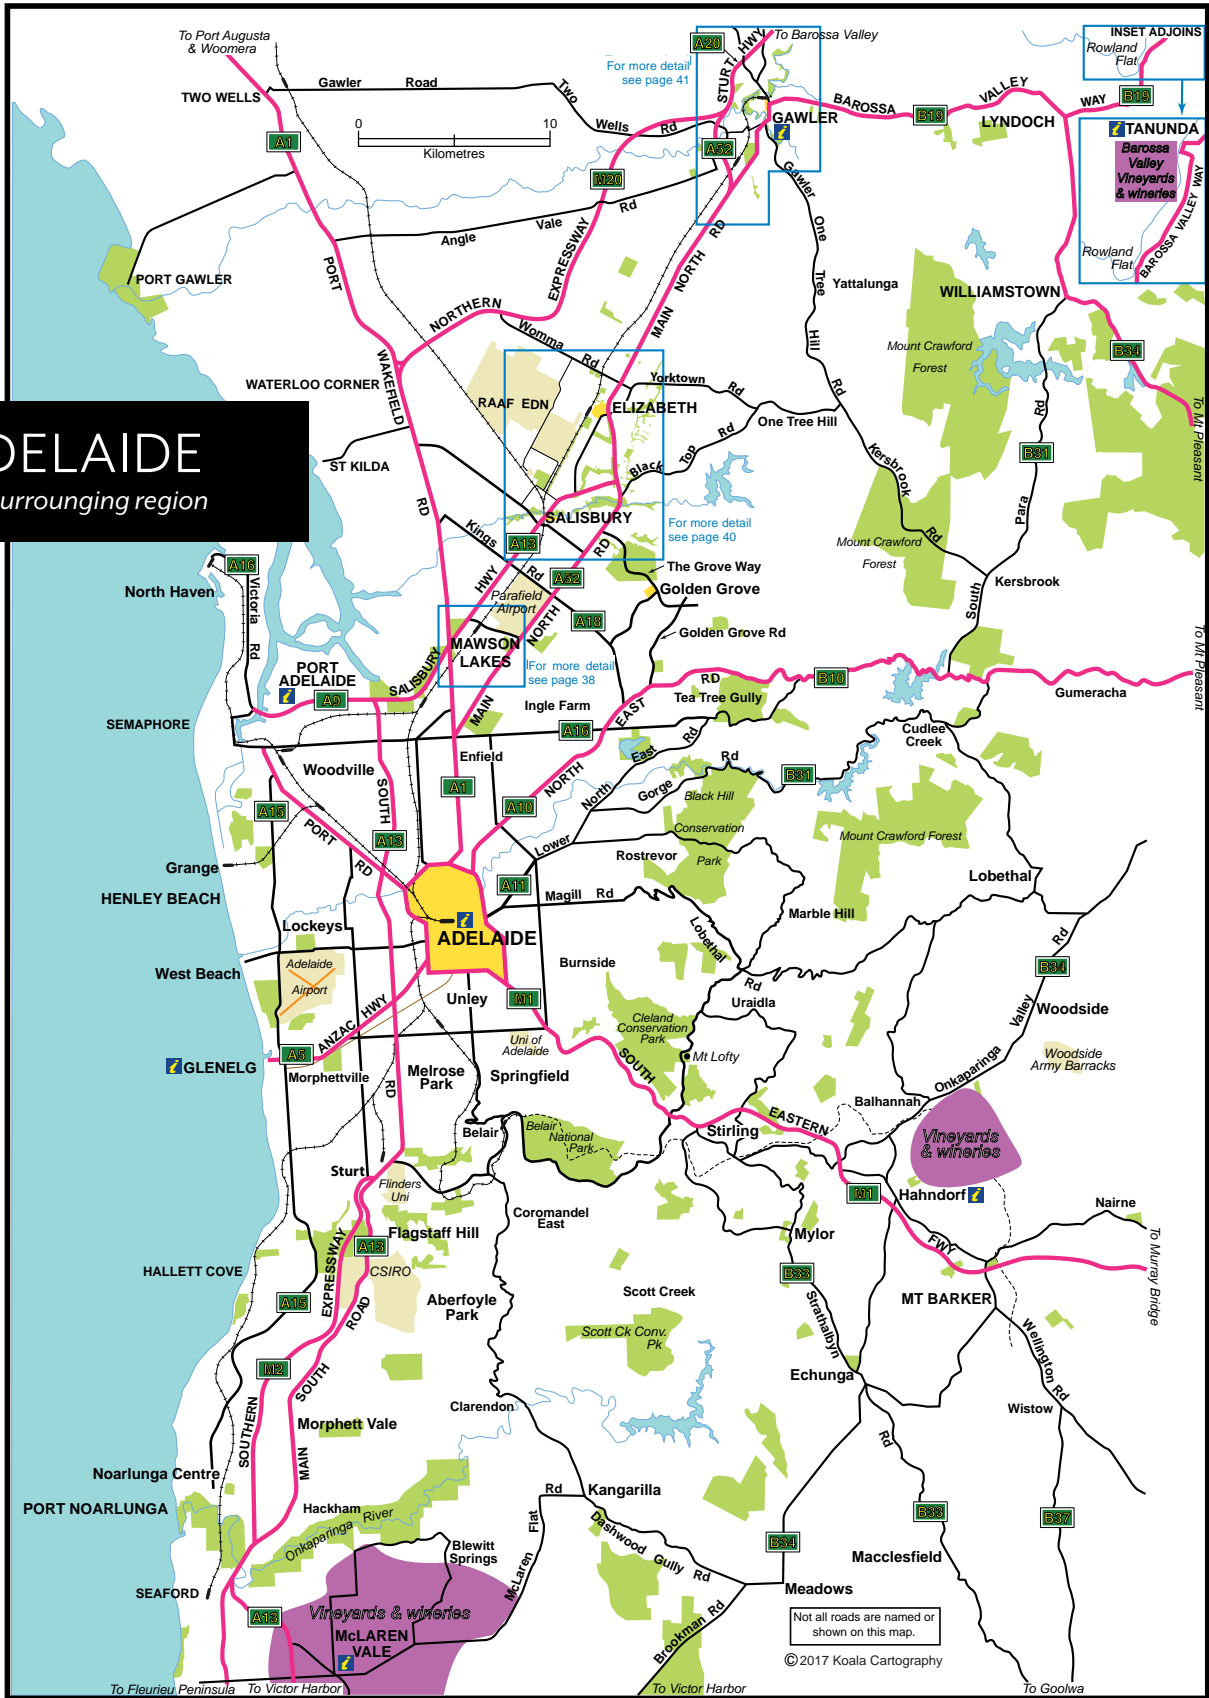 To Port Augusta
& Woomera
TWO WELLS
Gawler Road
Two
Wells Rd
0 10
Kilometres
A1
For more detail
see page 41
A20
STURT HWY
To Barossa Valley
INSET ADJOINS
Rowland
Flat
B19
BAROSSA
B19
VALLEY
WAY
LYNDOCH
GAWLER
i
A52
M20
i TANUNDA
Barossa
Valley
Vineyards
& wineries
BAROSSA VALLEY WAY
Rowland
Flat
Angle Vale Rd
PORT
PORT GAWLER
NORTHERN
EXPRESSWAY
MAIN NORTH RD
Gawler One Tree Hill Rd
Yattalunga
WILLIAMSTOWN
Mount Crawford
Forest
B34
To Mt Pleasant
Womma Rd
WATERLOO CORNER
WAKEFIELD
RAAF EDN
Yorktown Rd
ELIZABETH
One Tree Hill
Black Top Rd
DELAIDE
urrounging region
ST KILDA
RD
Kersbrook Rd
B31
South Para Rd
SALISBURY
For more detail
see page 40
Mount Crawford
Forest
Kings Rd
A13
RD
The Grove Way
Kersbrook
A16
North Haven
Victoria Rd
HWY
A52
Parafield
Airport
Golden Grove
A18
NORTH
Golden Grove Rd
MAWSON
LAKES
For more detail
see page 38
PORT
ADELAIDE
i
A9
SALISBURY
To Mt Pleasant
RD
B10
Tea Tree Gully
Gumeracha
MAIN
Ingle Farm
EAST
SEMAPHORE
A16
Cudlee
Creek
Enfield
North East Rd
Woodville
SOUTH
A1
NORTH
Gorge Rd
B31
A15
A10
Black Hill
Conservation
Park
PORT RD
A13
Lower
Mount Crawford Forest
Rostrevor
Grange
A11
Magill Rd
Lobethal
HENLEY BEACH
Lockeys
i
ADELAIDE
Lobethal Rd
Marble Hill
Adelaide
Airport
West Beach
Burnside
B34
Unley
M1
Uraidla
Onkaparinga Valley Rd
Woodside
Cleland
Conservation
Park
ANZAC HWY
Uni of
Adelaide
A5
i GLENELG
Mt Lofty
Woodside
Army Barracks
Morphettville
RD
Melrose
Park
Springfield
SOUTH
EASTERN
Balhannah
Belair
Belair
National
Park
Stirling
Vineyards
& wineries
Sturt
Flinders
Uni
M1
Hahndorf i
Nairne
Coromandel
East
Flagstaff Hill
Mylor
FWY
To Murray Bridge
A13
EXPRESSWAY
CSIRO
HALLETT COVE
B33
A15
ROAD
Aberfoyle
Park
Scott Creek
MT BARKER
Strathalbyn
Scott Ck Conv.
Pk
Wellington Rd
M2
SOUTH
Echunga
Clarendon
Wistow
Morphett Vale
SOUTHERN
MAIN
Rd
Noarlunga Centre
Rd
Kangarilla
PORT NOARLUNGA
Hackham
Onkaparinga River
B33
B37
Dashwood Gully Rd
Blewitt
Springs
McLaren Flat
B34
Macclesfield
SEAFORD
Meadows
A13
Vineyards & wineries
Not all roads are named or
shown on this map.
McLAREN
VALE
i
Brookman Rd
© 2017 Koala Cartography
To Fleurieu Peninsula
To Victor Harbor
To Victor Harbor
To Goolwa